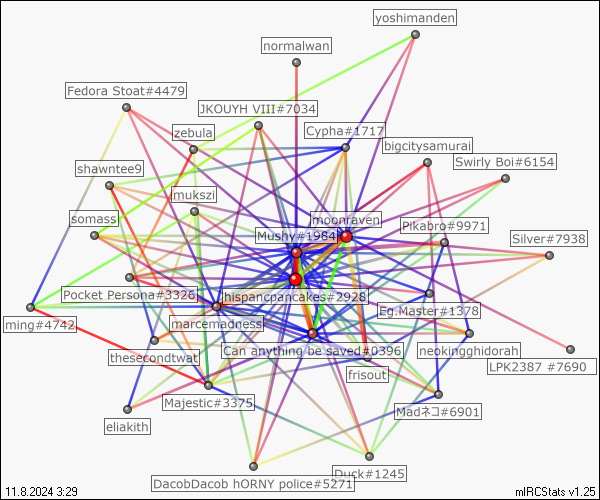 yoshimanden
normalwan
Fedora Stoat#4479
JKOUYH VIII#7034
zebula
Cypha#1717
bigcitysamurai
Swirly Boi#6154
shawntee9
mukszi
somass
moonraven
Pikabro#9971
Mushy#1984
Silver#7938
Pocket Persona#3326
hispancpancakes#2928
Eg.Master#1378
ming#4742
marcemadness
thesecondtwat
Can anything be saved#0396
neokingghidorah
LPK2387 #7690
frisout
Majestic#3375
Madネコ#6901
eliakith
Duck#1245
DacobDacob hORNY police#5271
11.8.2024 3:29
mIRCStats v1.25